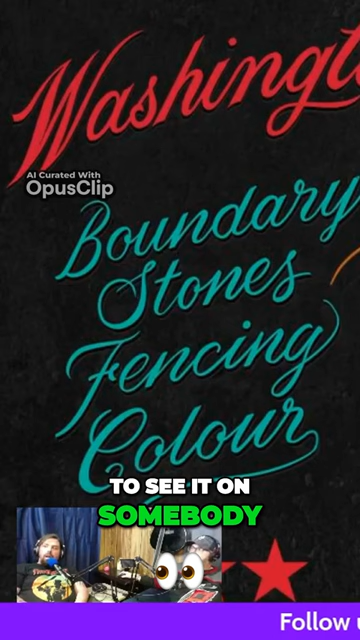 Washingt
AI Curated With
OpusClip
Boundary
Stones
Fencing
Colour
TO SEE IT ON
SOMEBODY
Follow u